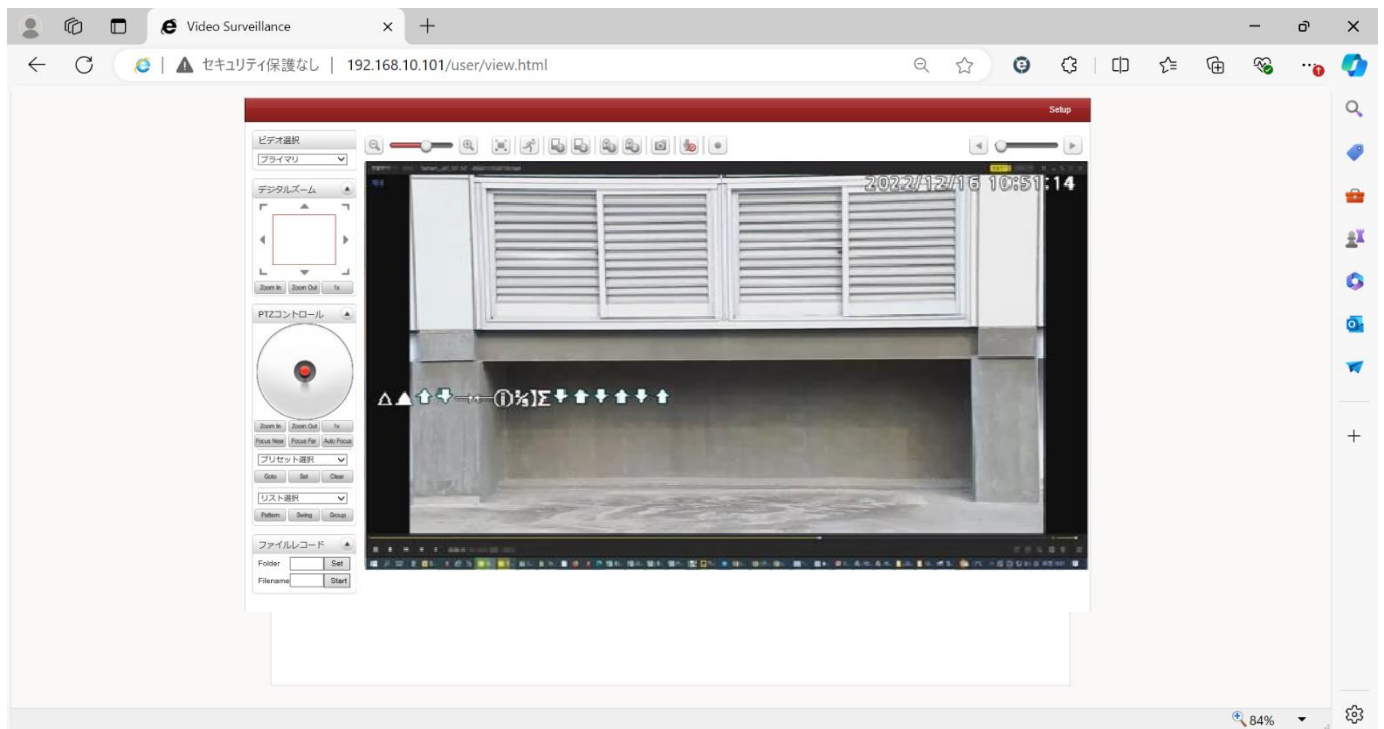 Video Surveillance
セキュリティ保護なし | 192.168.10.101/user/view.html
Setup
ビデオ選択
プライマリ
デジタルズーム
Zoom In Zoom Out 1x
PTZコントロール
Zoom In Zoom Out 1x
Focus Near Focus Far Auto Focus
プリセット選択
Goto Set Clear
リスト選択
Pattern Swing Group
ファイルレコード
Folder Set
Filename Start
2022/12/16 10:51:14
84%